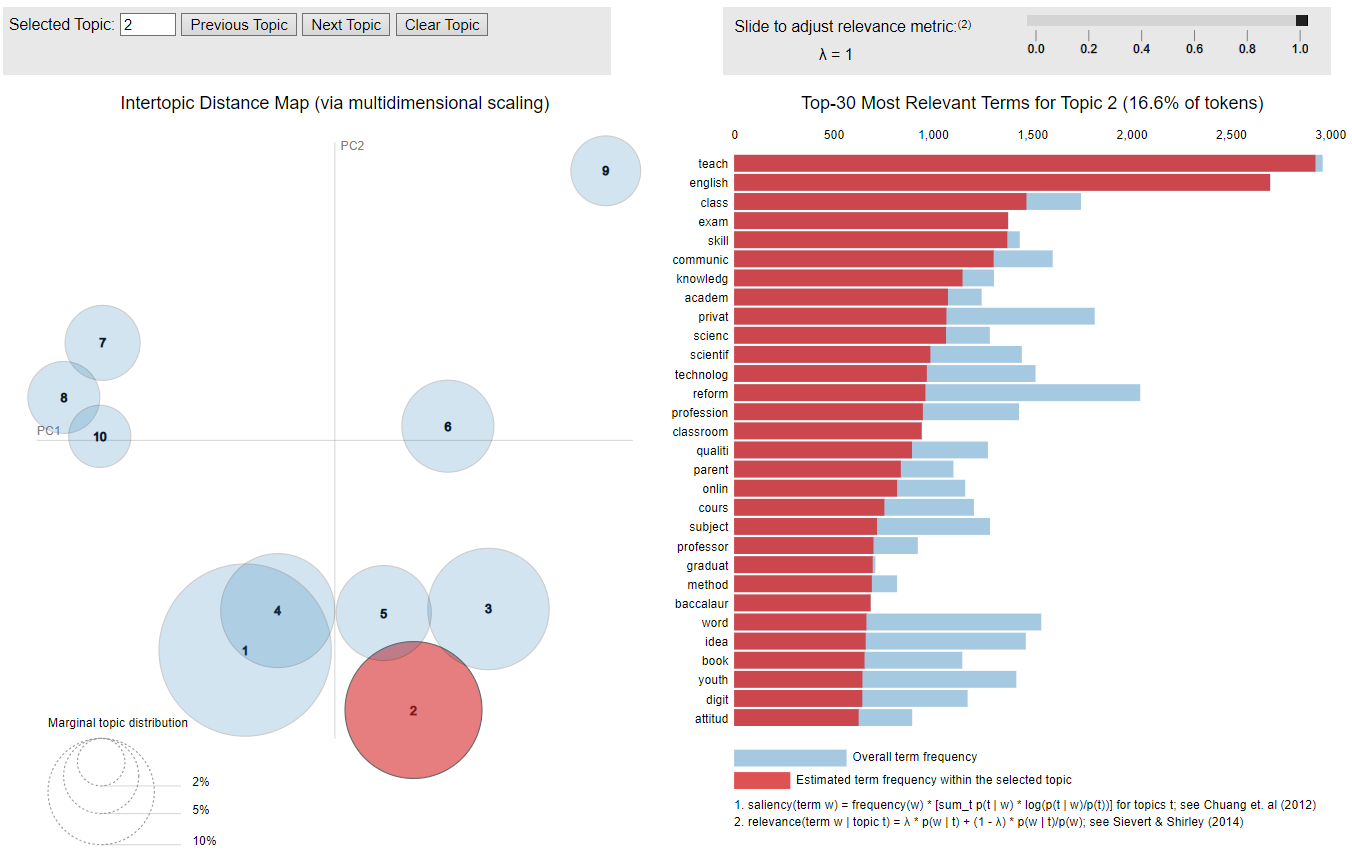 Selected Topic: 2 Previous Topic Next Topic Clear Topic
Slide to adjust relevance metric:(2)
λ = 1
0.0 0.2 0.4 0.6 0.8 1.0
Intertopic Distance Map (via multidimensional scaling)
PC2
PC1
9
7
8
10
6
4
5
3
1
2
Marginal topic distribution
2%
5%
10%
Top-30 Most Relevant Terms for Topic 2 (16.6% of tokens)
0 500 1,000 1,500 2,000 2,500 3,000
teach
english
class
exam
skill
communic
knowledg
academ
privat
scienc
scientif
technolog
reform
profession
classroom
qualiti
parent
onlin
cours
subject
professor
graduat
method
baccalaur
word
idea
book
youth
digit
attitud
Overall term frequency
Estimated term frequency within the selected topic
1. saliency(term w) = frequency(w) * [sum_t p(t | w) * log(p(t | w)/p(t))] for topics t; see Chuang et. al (2012)
2. relevance(term w | topic t) = λ * p(w | t) + (1 - λ) * p(w | t)/p(w); see Sievert & Shirley (2014)